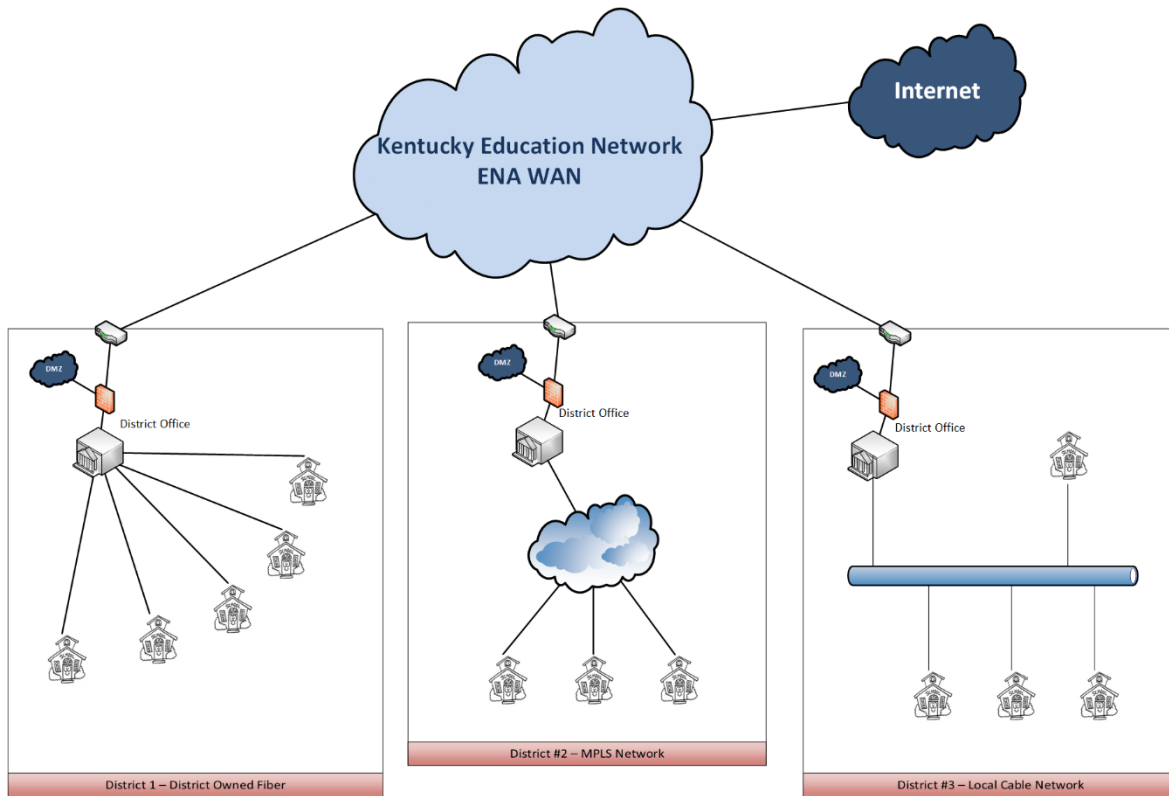 Internet
Kentucky Education Network
ENA WAN
DMZ
District Office
DMZ
District Office
DMZ
District Office
District 1 – District Owned Fiber
District #2 – MPLS Network
District #3 – Local Cable Network